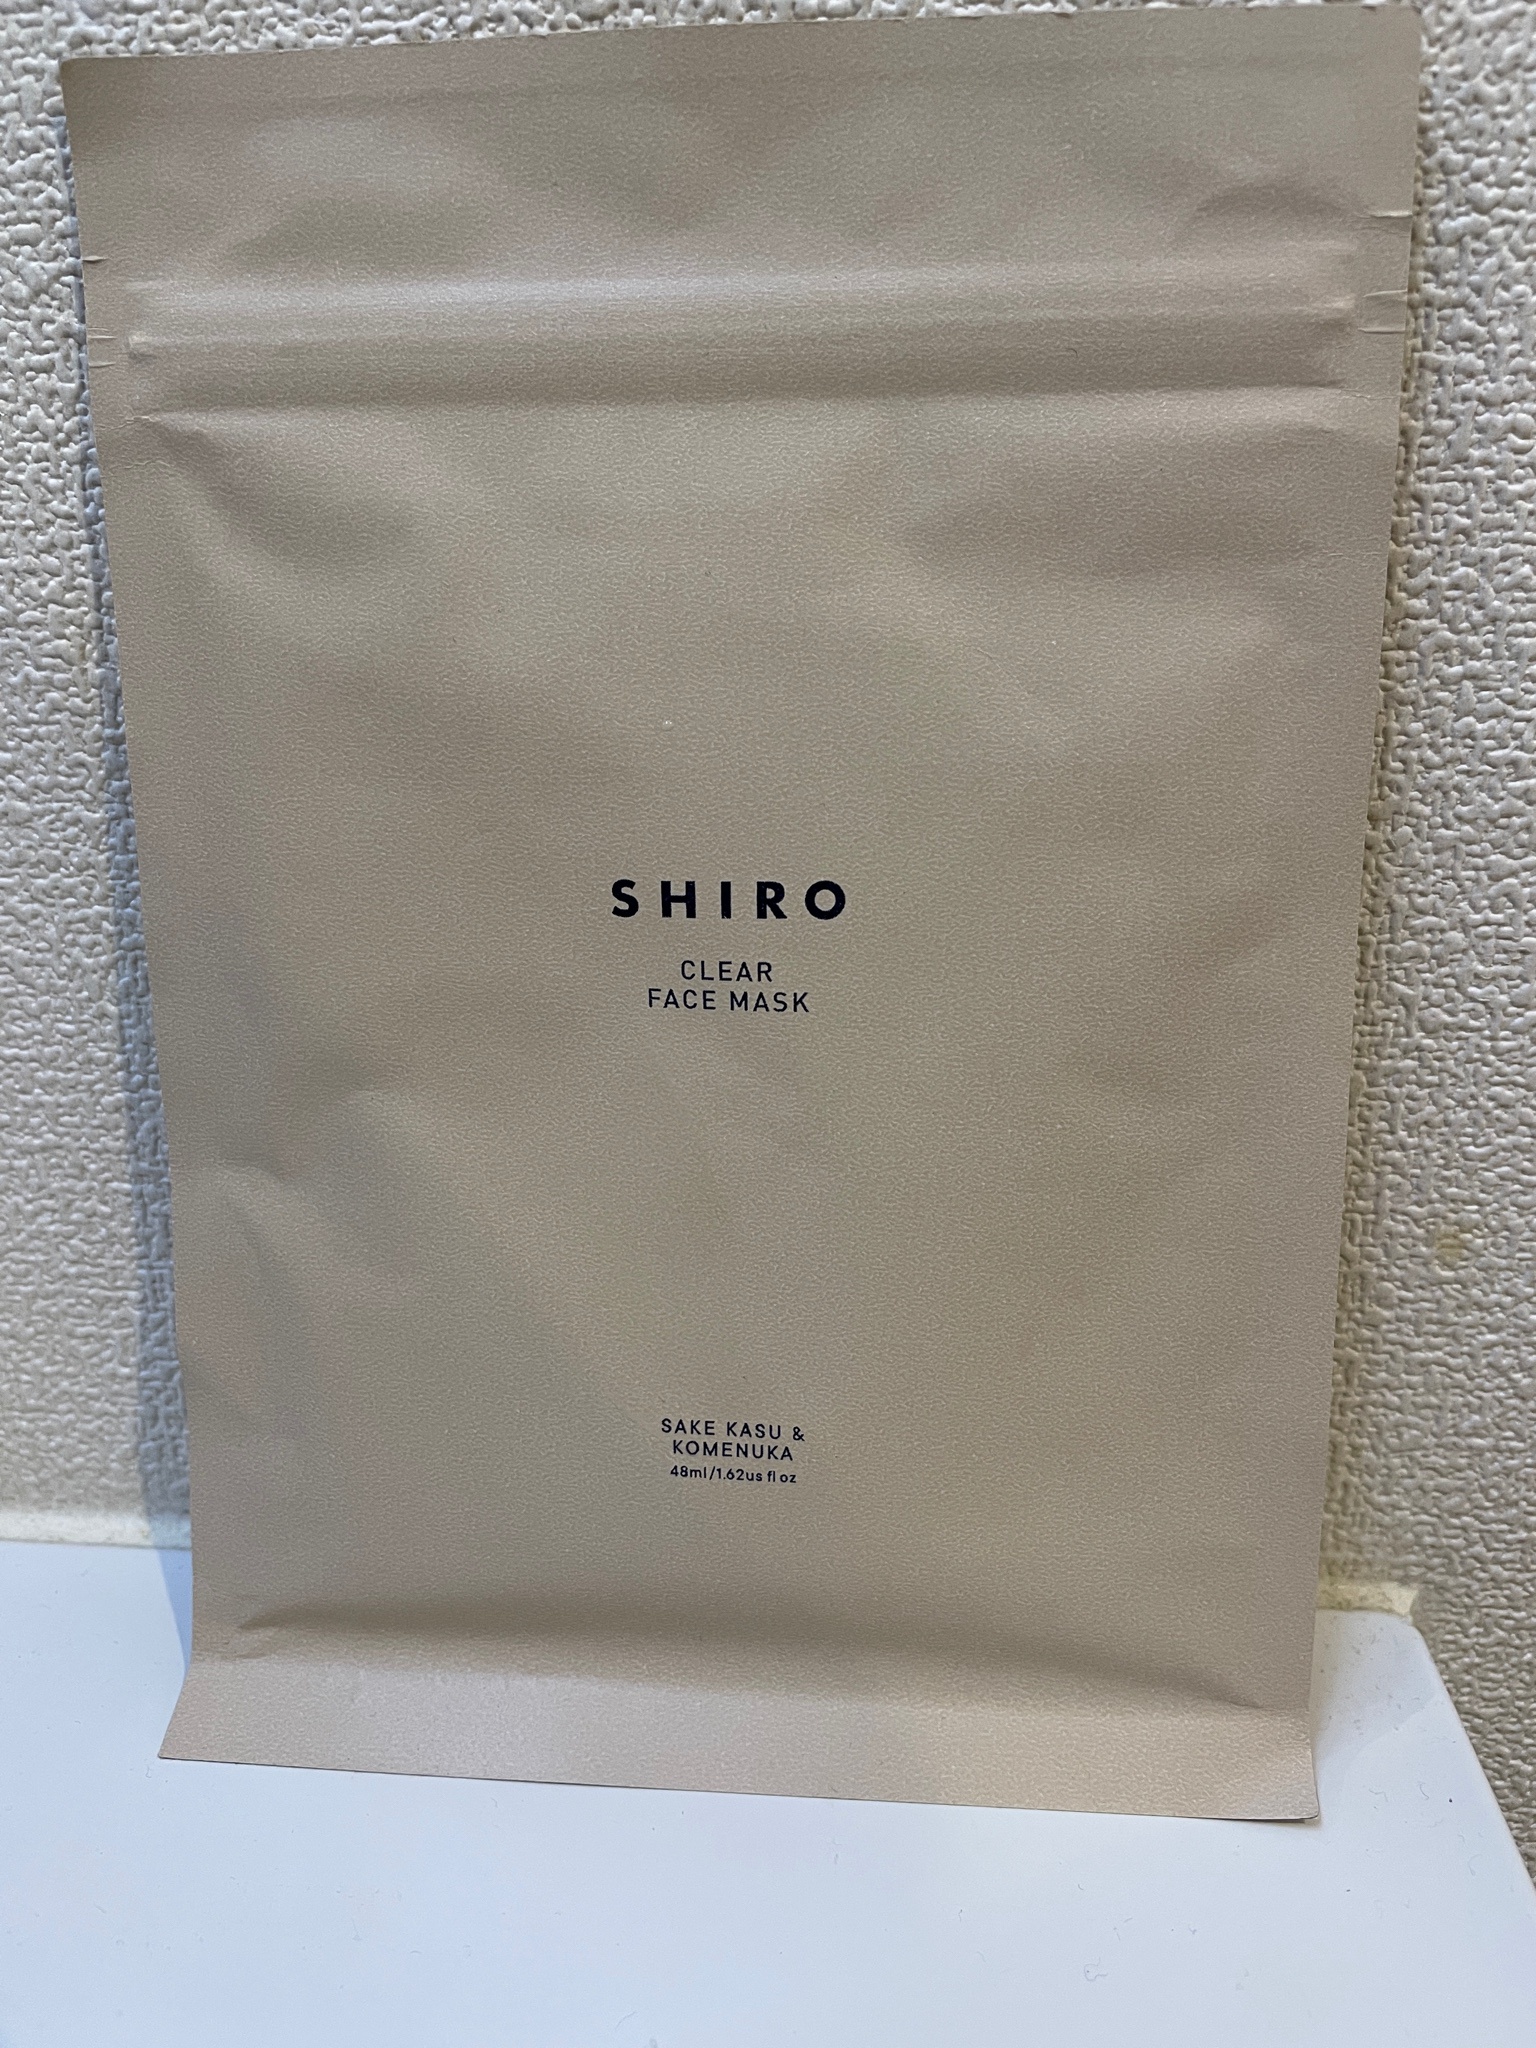 SHIRO
CLEAR
FACE MASK
SAKE KASU &
KOMENUKA
48ml/1.62us fl oz